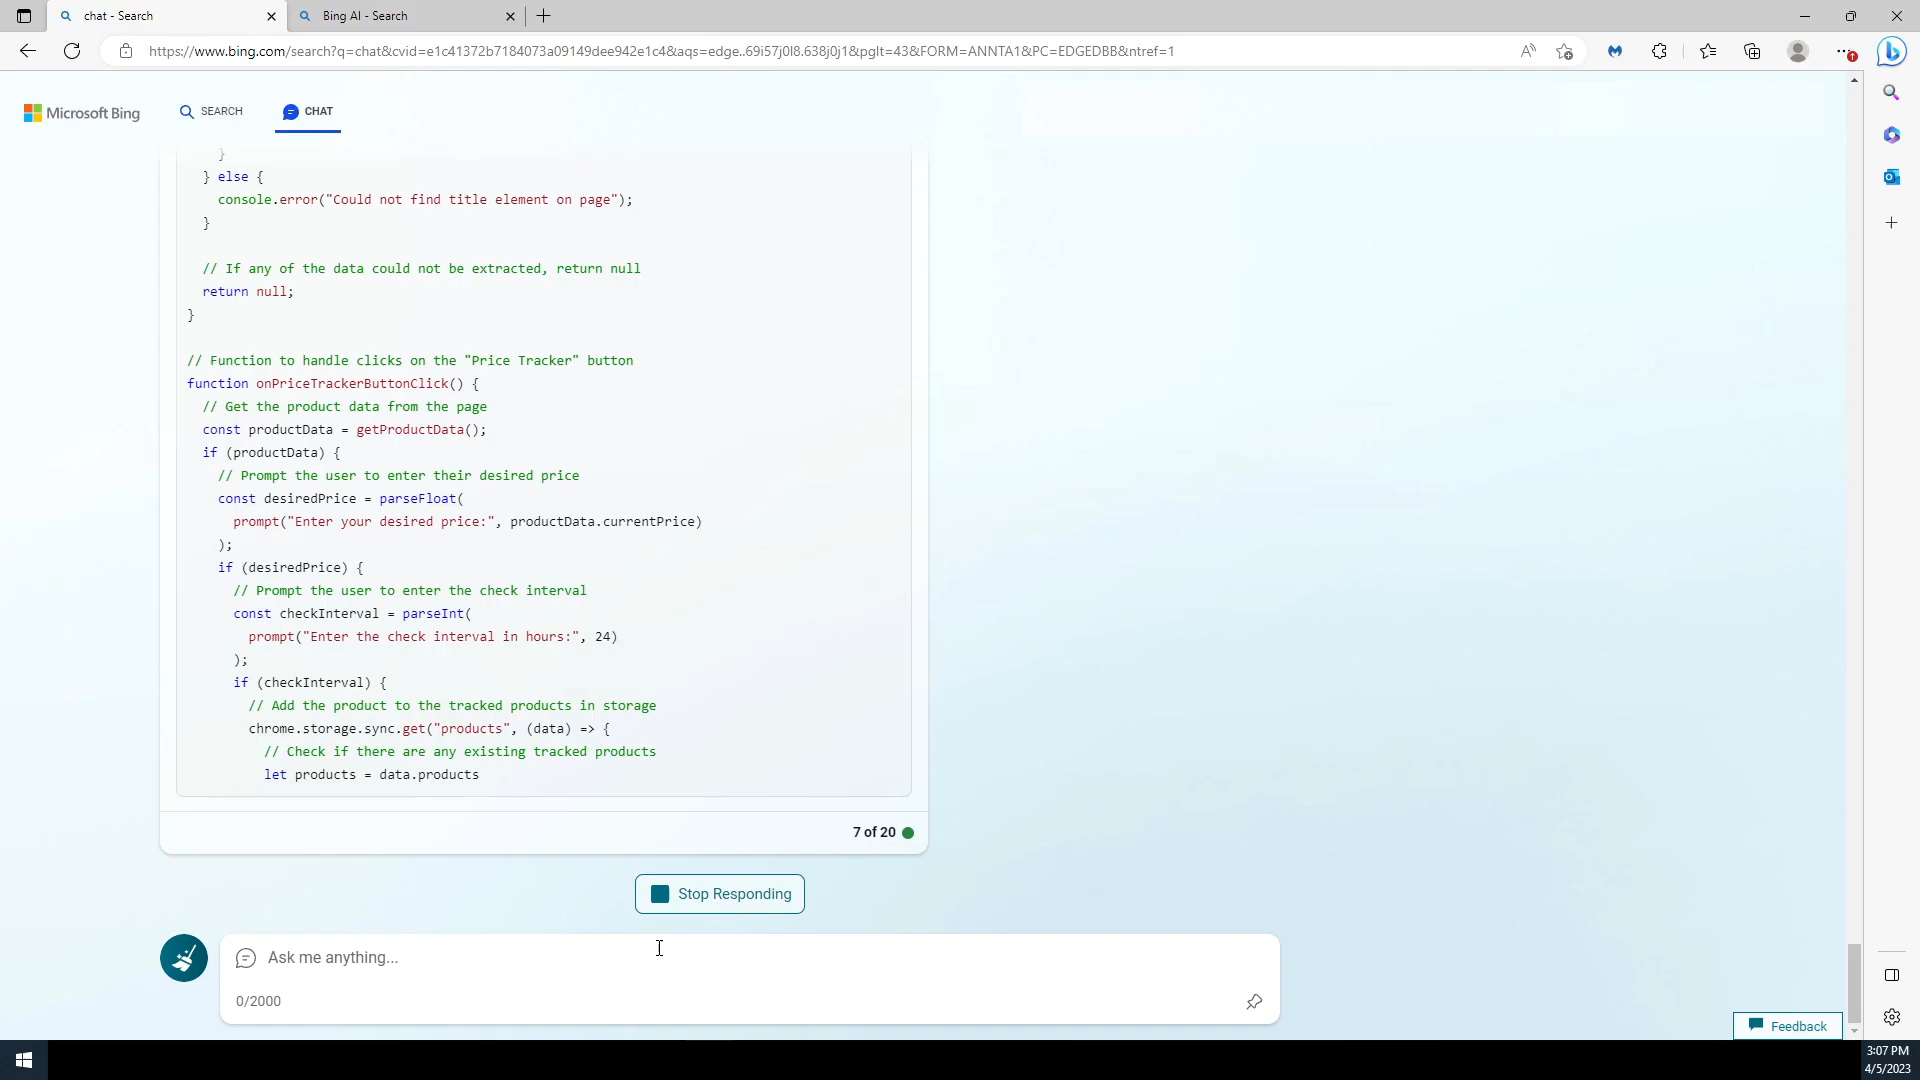 chat - Search
Bing AI - Search
https://www.bing.com/search?q=chat&cvid=e1c41372b7184073a09149dee942e1c4&aqs=edge..69i57j0l8.638j0j1&pglt=43&FORM=ANNTA1&PC=EDGEDBB&ntref=1
Microsoft Bing
SEARCH
CHAT
}
} else {
console.error("Could not find title element on page");
}
// If any of the data could not be extracted, return null
return null;
}
// Function to handle clicks on the "Price Tracker" button
function onPriceTrackerButtonClick() {
// Get the product data from the page
const productData = getProductData();
if (productData) {
// Prompt the user to enter their desired price
const desiredPrice = parseFloat(
prompt("Enter your desired price:", productData.currentPrice)
);
if (desiredPrice) {
// Prompt the user to enter the check interval
const checkInterval = parseInt(
prompt("Enter the check interval in hours:", 24)
);
if (checkInterval) {
// Add the product to the tracked products in storage
chrome.storage.sync.get("products", (data) => {
// Check if there are any existing tracked products
let products = data.products
7 of 20
Stop Responding
Ask me anything...
0/2000
Feedback
3:07 PM
4/5/2023